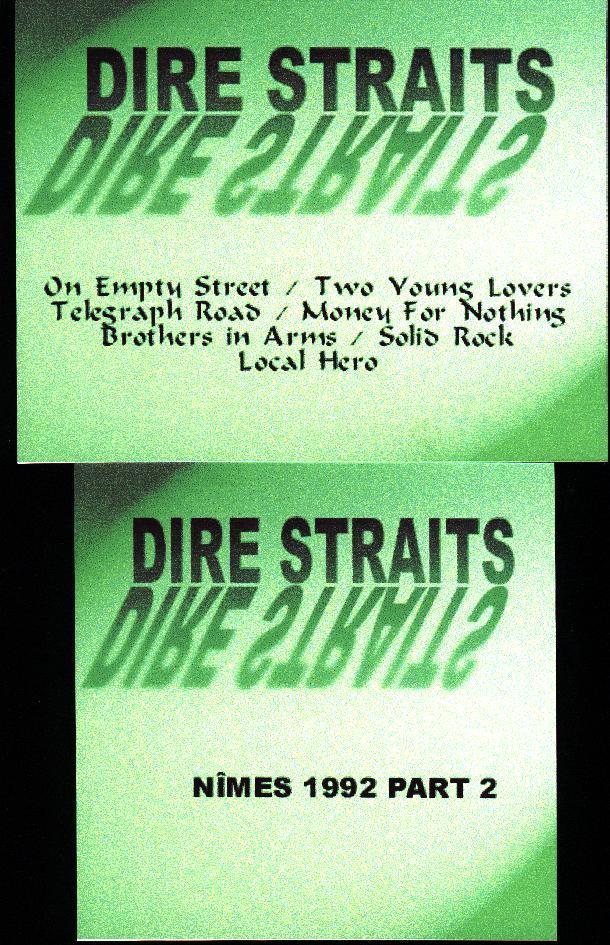 DIRE STRAITS
DIRE STRAITS
On Empty Street / Two Young Lovers
Telegraph Road / Money For Nothing
Brothers in Arms / Solid Rock
Local Hero
DIRE STRAITS
DIRE STRAITS
NÎMES 1992 PART 2